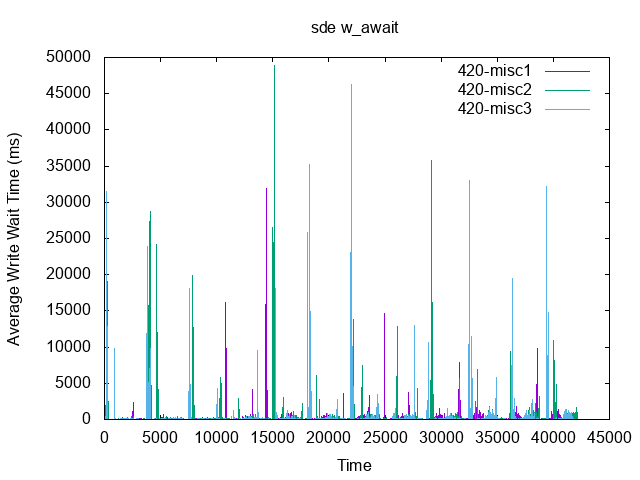 sde w_await
50000
45000
40000
35000
30000
25000
20000
15000
10000
5000
0
Average Write Wait Time (ms)
420-misc1
420-misc2
420-misc3
0 5000 10000 15000 20000 25000 30000 35000 40000 45000
Time